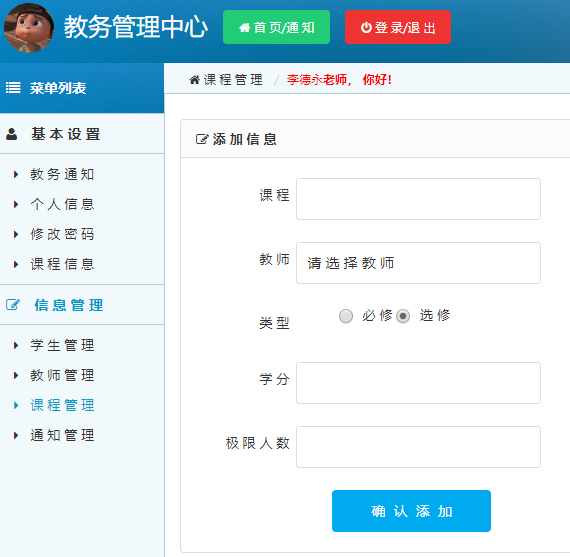 教务管理中心 首页/通知 登录/退出
菜单列表
课程管理 / 李德永老师，你好！
基本设置
教务通知
个人信息
修改密码
课程信息
信息管理
学生管理
教师管理
课程管理
通知管理
添加信息
课程
教师 请选择教师
类型 必修 选修
学分
极限人数
确认添加